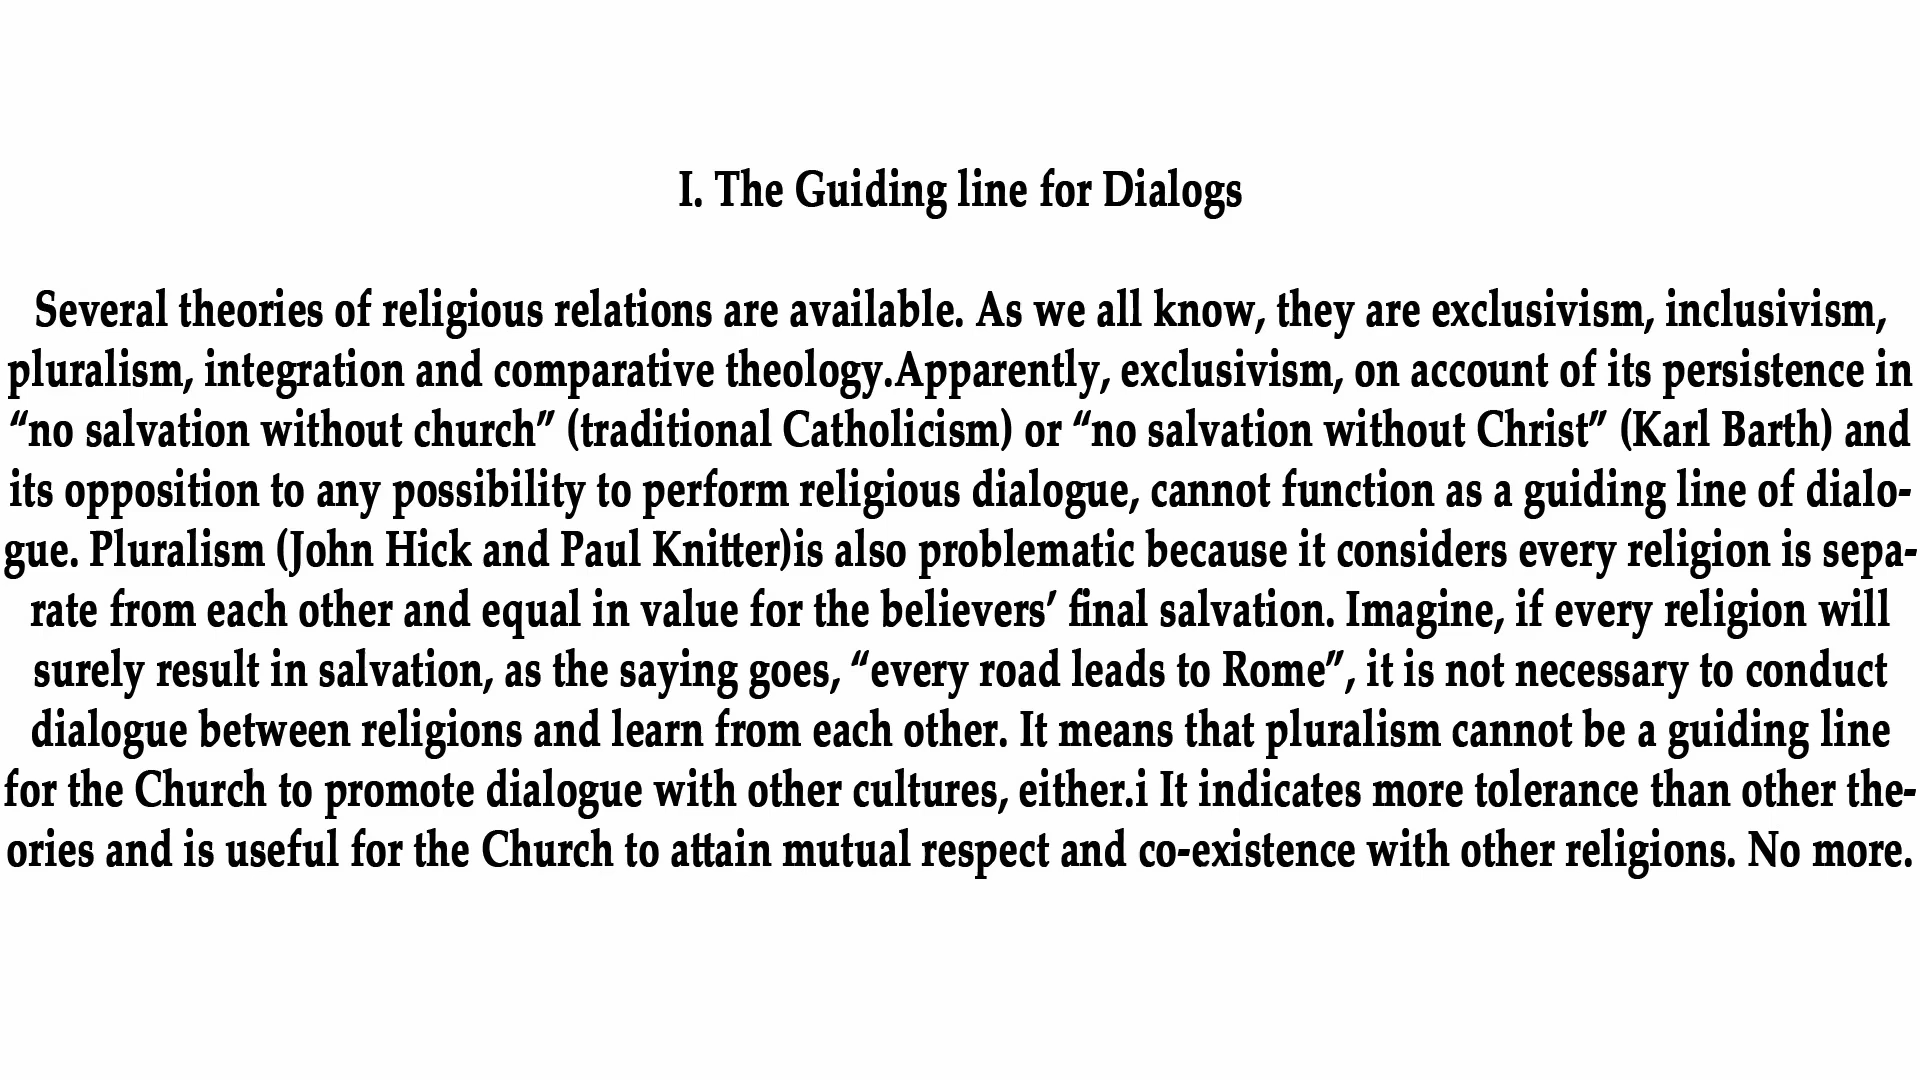 I. The Guiding line for Dialogs
Several theories of religious relations are available. As we all know, they are exclusivism, inclusivism,
pluralism, integration and comparative theology.Apparently, exclusivism, on account of its persistence in
“no salvation without church” (traditional Catholicism) or “no salvation without Christ” (Karl Barth) and
its opposition to any possibility to perform religious dialogue, cannot function as a guiding line of dialo-
gue. Pluralism (John Hick and Paul Knitter)is also problematic because it considers every religion is sepa-
rate from each other and equal in value for the believers’ final salvation. Imagine, if every religion will
surely result in salvation, as the saying goes, “every road leads to Rome”, it is not necessary to conduct
dialogue between religions and learn from each other. It means that pluralism cannot be a guiding line
for the Church to promote dialogue with other cultures, either.i It indicates more tolerance than other the-
ories and is useful for the Church to attain mutual respect and co-existence with other religions. No more.